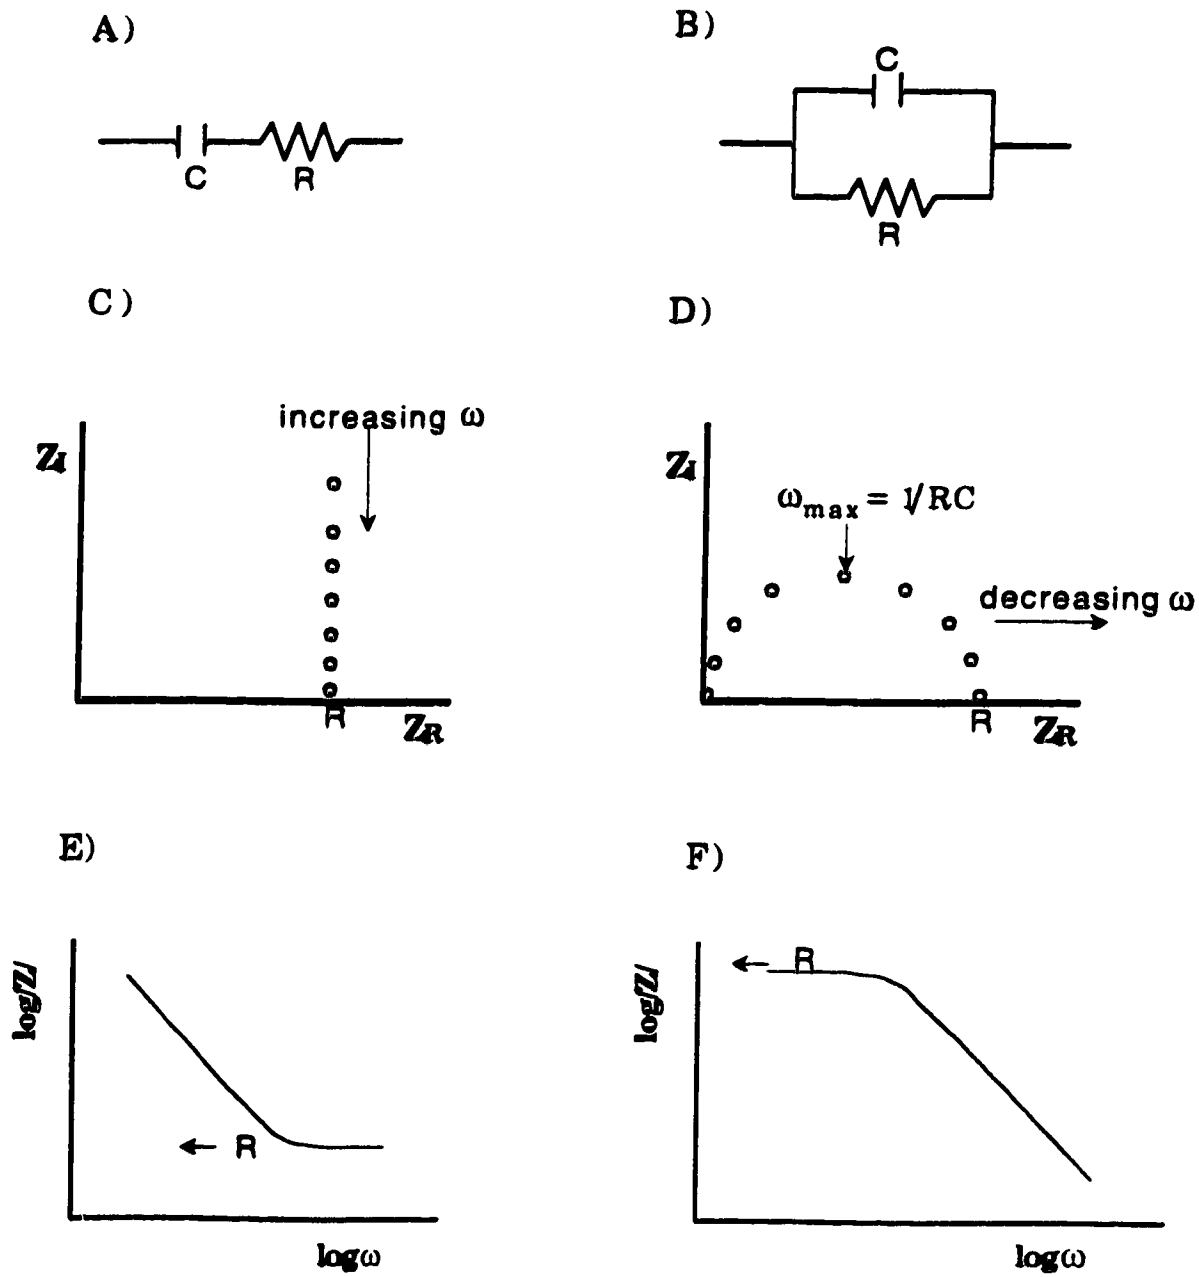 A)
B)
C
R
C
R
C)
D)
increasing ω
Z_I
R
Z_R
Z_I
ω_max = 1/RC
decreasing ω
R
Z_R
E)
F)
log/Z/
R
logω
log/Z/
R
logω